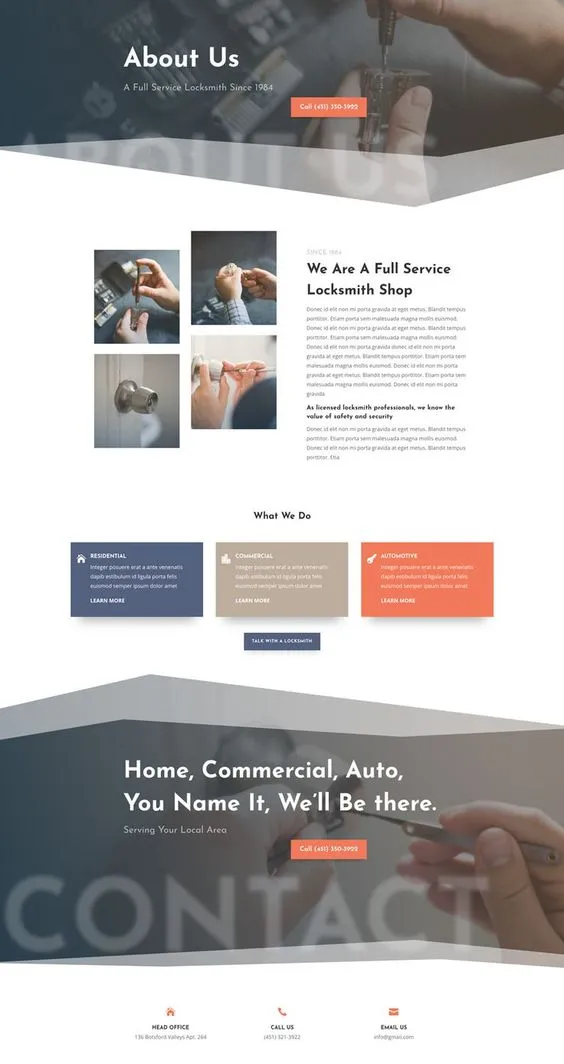 About Us
A Full Service Locksmith Since 1984
Call (451) 350-3922
ABOUT US
SINCE 1984
We Are A Full Service
Locksmith Shop
Donec id elit non mi porta gravida at eget metus. Blandit tempus
porttitor. Etiam porta sem malesuada magna mollis euismod.
Donec id elit non mi porta gravida at eget metus. Blandit tempus
porttitor. Etiam porta sem malesuada magna mollis euismod
Donec id elit non mi porta gravida donec id elit non mi porta
gravida at eget metus. Blandit tempus porttitor. Etiam porta sem
malesuada magna mollis euismod. Donec id elit non mi porta
gravida at eget metus. Blandit tempus porttitor. Etiam porta sem
malesuada magna mollis euismod. Donec id elit non mi porta
gravida
As licensed locksmith professionals, we know the
value of safety and security
Donec id elit non mi porta gravida at eget metus. Blandit tempus
porttitor. Etiam porta sem malesuada magna mollis euismod.
Donec id elit non mi porta gravida at eget metus. Blandit tempus
porttitor. Etia
What We Do
RESIDENTIAL
Integer posuere erat a ante venenatis
dapib estibulum id ligula porta felis
euismod semper ipsum dolor amet
LEARN MORE
COMMERCIAL
Integer posuere erat a ante venenatis
dapib estibulum id ligula porta felis
euismod semper ipsum dolor amet
LEARN MORE
AUTOMOTIVE
Integer posuere erat a ante venenatis
dapib estibulum id ligula porta felis
euismod semper ipsum dolor amet
LEARN MORE
TALK WITH A LOCKSMITH
Home, Commercial, Auto,
You Name It, We'll Be there.
Serving Your Local Area
Call (451) 350-3922
CONTACT
HEAD OFFICE
136 Botsford Valleys Apt. 264
CALL US
(451) 321-3922
EMAIL US
info@gmail.com